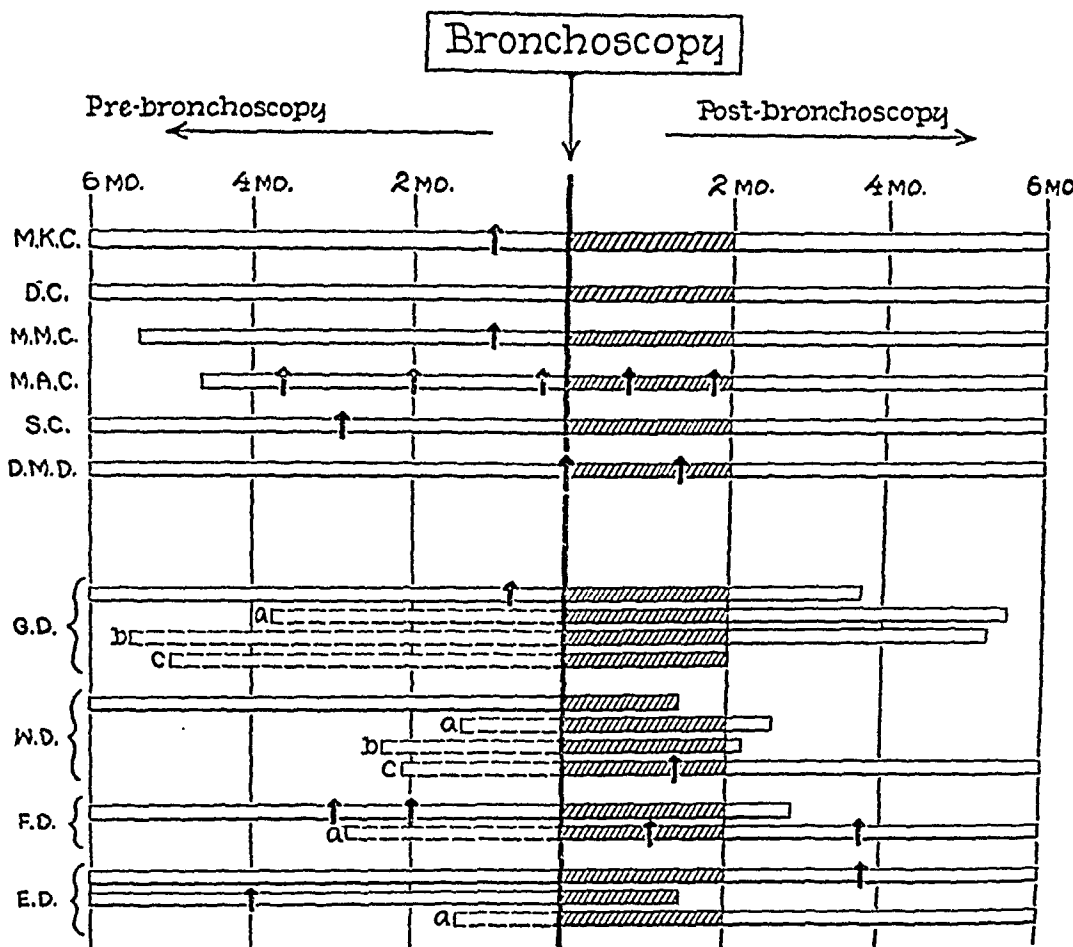 Bronchoscopy
Pre-bronchoscopy
Post-bronchoscopy
6 MO. 4 MO. 2 MO. 2 MO. 4 MO. 6 MO
M.K.C.
D.C.
M.M.C.
M.A.C.
S.C.
D.M.D.
G.D.
a
b
c
W.D.
a
b
c
F.D.
a
E.D.
a